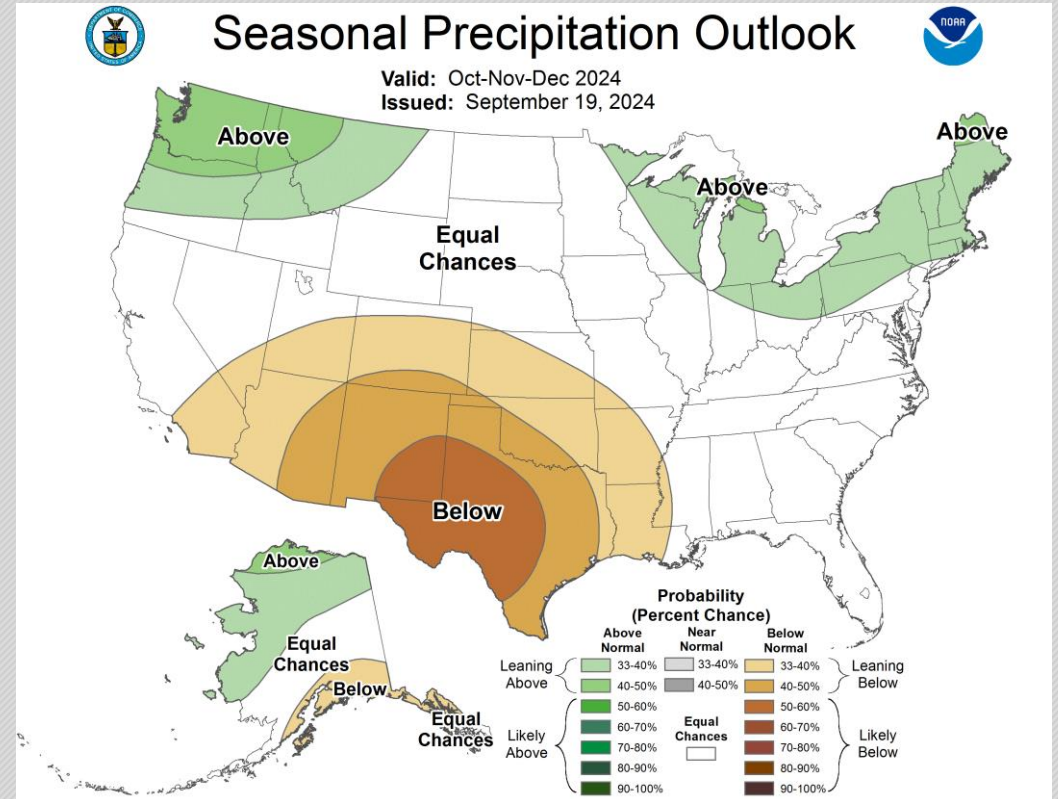 Seasonal Precipitation Outlook
NOAA
Valid: Oct-Nov-Dec 2024
Issued: September 19, 2024
Above
Above
Above
Equal
Chances
Below
Above
Equal
Chances
Below
Equal
Chances
Probability
(Percent Chance)
Above
Normal
Near
Normal
Below
Normal
Leaning
Above
33-40%
33-40%
33-40%
Leaning
Below
40-50%
40-50%
40-50%
Likely
Above
50-60%
50-60%
Likely
Below
60-70%
60-70%
Equal
Chances
70-80%
70-80%
80-90%
80-90%
90-100%
90-100%